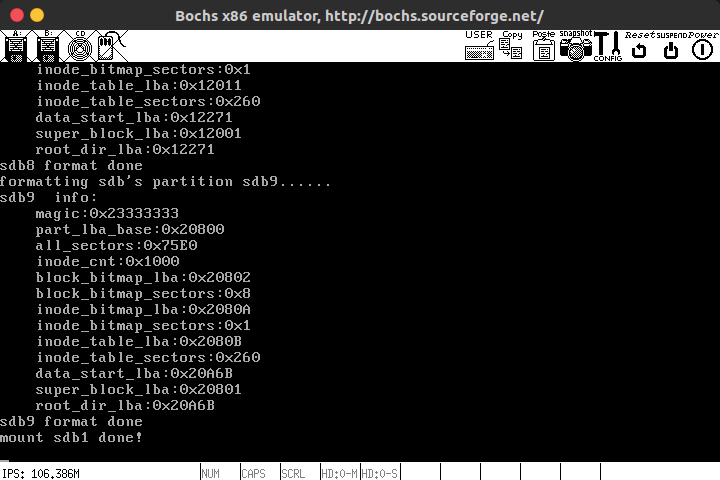 Bochs x86 emulator, http://bochs.sourceforge.net/
A: B: CD USER Copy Paste Snapshot CONFIG Reset SUSPEND Power
inode_bitmap_sectors:0x1
inode_table_lba:0x12011
inode_table_sectors:0x260
data_start_lba:0x12271
super_block_lba:0x12001
root_dir_lba:0x12271
sdb8 format done
formatting sdb's partition sdb9......
sdb9  info:
magic:0x23333333
part_lba_base:0x20800
all_sectors:0x75E0
inode_cnt:0x1000
block_bitmap_lba:0x20802
block_bitmap_sectors:0x8
inode_bitmap_lba:0x2080A
inode_bitmap_sectors:0x1
inode_table_lba:0x2080B
inode_table_sectors:0x260
data_start_lba:0x20A6B
super_block_lba:0x20801
root_dir_lba:0x20A6B
sdb9 format done
mount sdb1 done!
IPS: 106.386M NUM CAPS SCRL HD:0-M HD:0-S